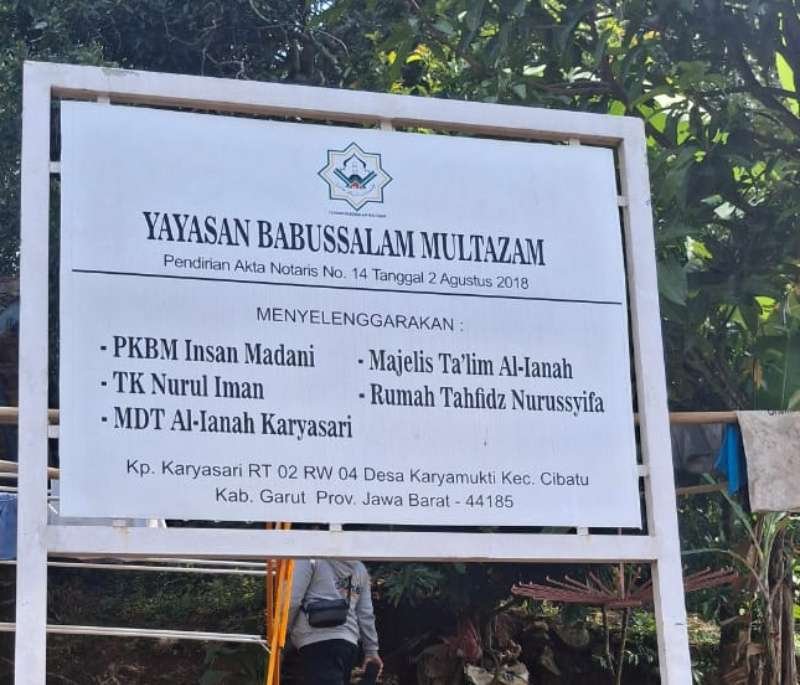 YAYASAN BABUSSALAM MULTAZAM
Pendirian Akta Notaris No. 14 Tanggal 2 Agustus 2018
MENYELENGGARAKAN :
- PKBM Insan Madani
- TK Nurul Iman
- MDT Al-Ianah Karyasari
- Majelis Ta'lim Al-Ianah
- Rumah Tahfidz Nurussyifa
Kp. Karyasari RT 02 RW 04 Desa Karyamukti Kec. Cibatu
Kab. Garut Prov. Jawa Barat - 44185